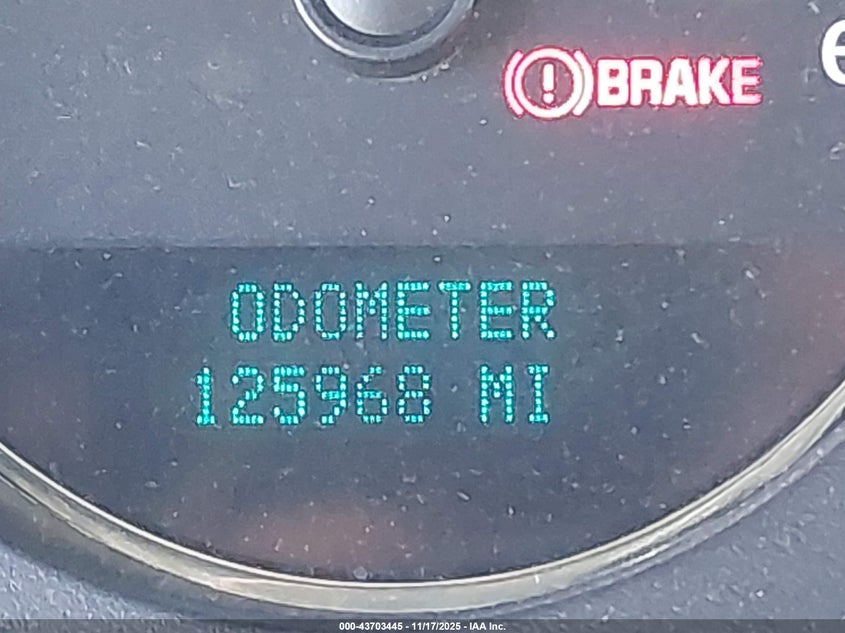 BRAKE
ODOMETER
125968 MI
000-43703445 - 11/17/2025 - IAA Inc.